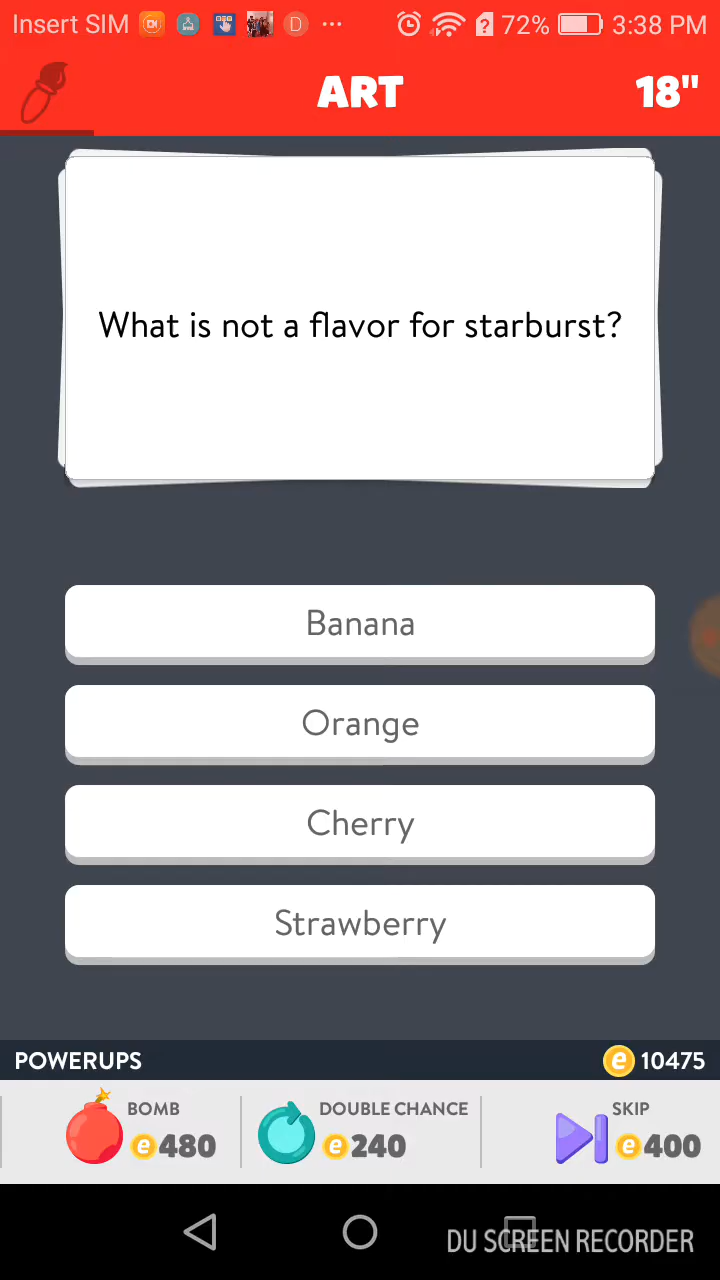 Insert SIM D ... ? 72% 3:38 PM
ART 18"
What is not a flavor for starburst?
Banana
Orange
Cherry
Strawberry
POWERUPS e 10475
BOMB e 480
DOUBLE CHANCE e 240
SKIP e 400
DU SCREEN RECORDER